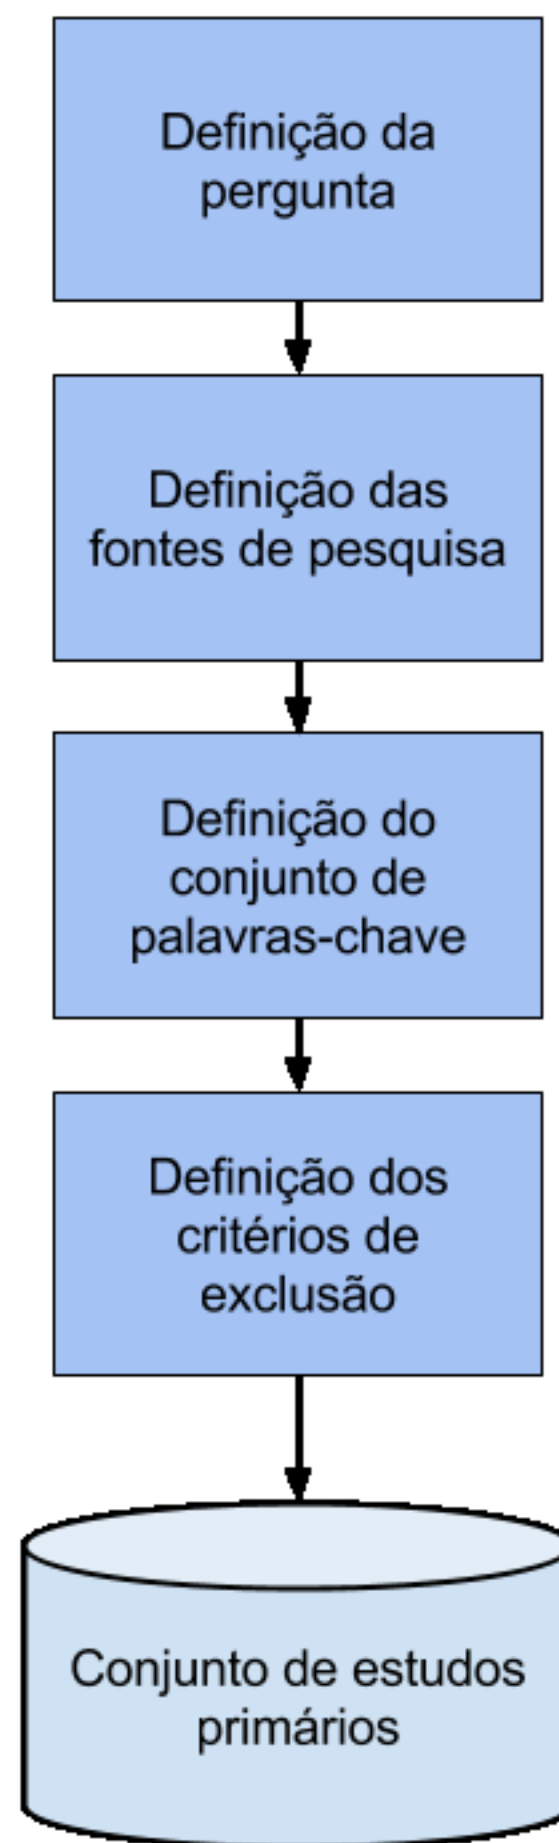 Definição da
pergunta
Definição das
fontes de pesquisa
Definição do
conjunto de
palavras-chave
Definição dos
critérios de
exclusão
Conjunto de estudos
primários